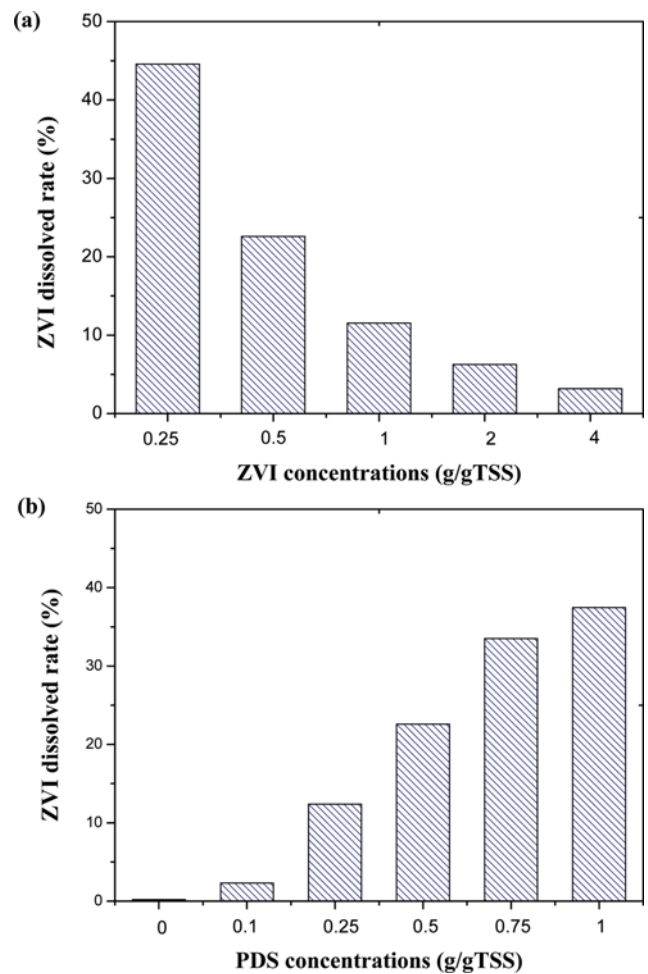 (a)
50
40
30
20
10
0
ZVI dissolved rate (%)
0.25 0.5 1 2 4
ZVI concentrations (g/gTSS)
(b)
50
40
30
20
10
0
ZVI dissolved rate (%)
0 0.1 0.25 0.5 0.75 1
PDS concentrations (g/gTSS)